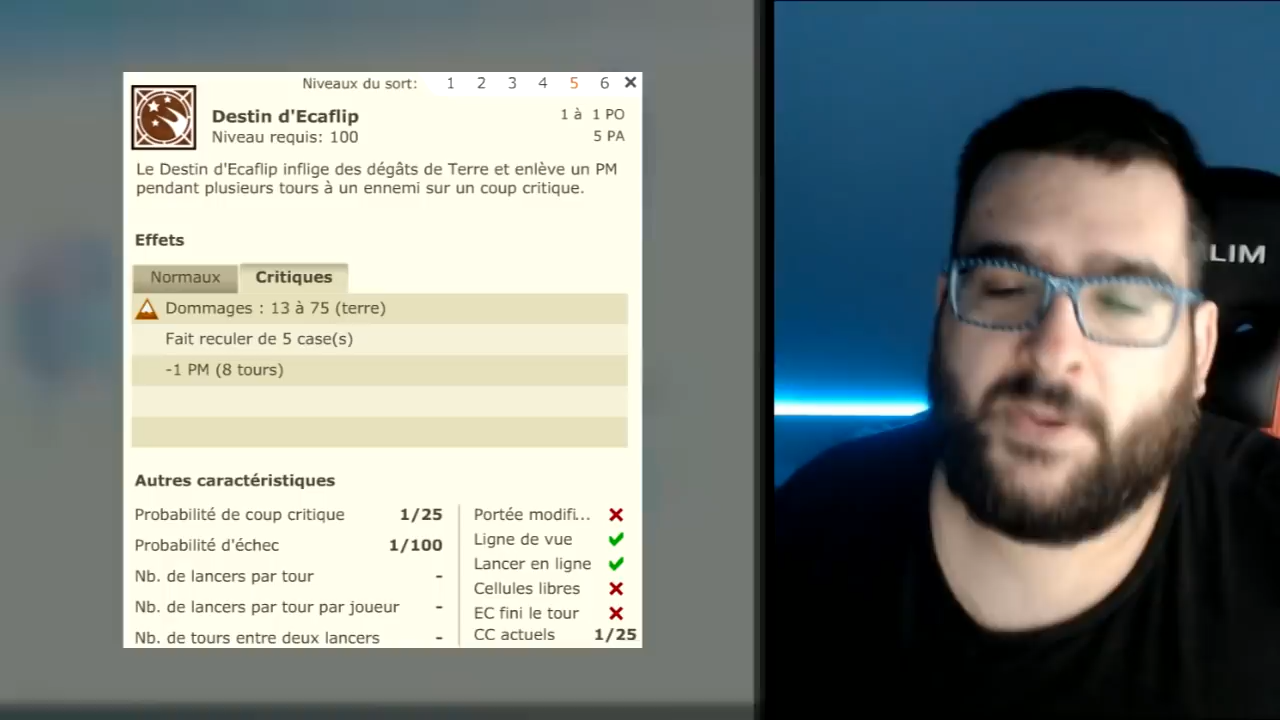 Niveaux du sort: 1 2 3 4 5 6 ×
Destin d'Ecaflip
1 à 1 PO
Niveau requis: 100
5 PA
Le Destin d'Ecaflip inflige des dégâts de Terre et enlève un PM
pendant plusieurs tours à un ennemi sur un coup critique.
Effets
Normaux Critiques
Dommages : 13 à 75 (terre)
Fait reculer de 5 case(s)
-1 PM (8 tours)
Autres caractéristiques
Probabilité de coup critique 1/25
Probabilité d'échec 1/100
Nb. de lancers par tour -
Nb. de lancers par tour par joueur -
Nb. de tours entre deux lancers -
Portée modifi...
Ligne de vue
Lancer en ligne
Cellules libres
EC fini le tour
CC actuels 1/25
LIM